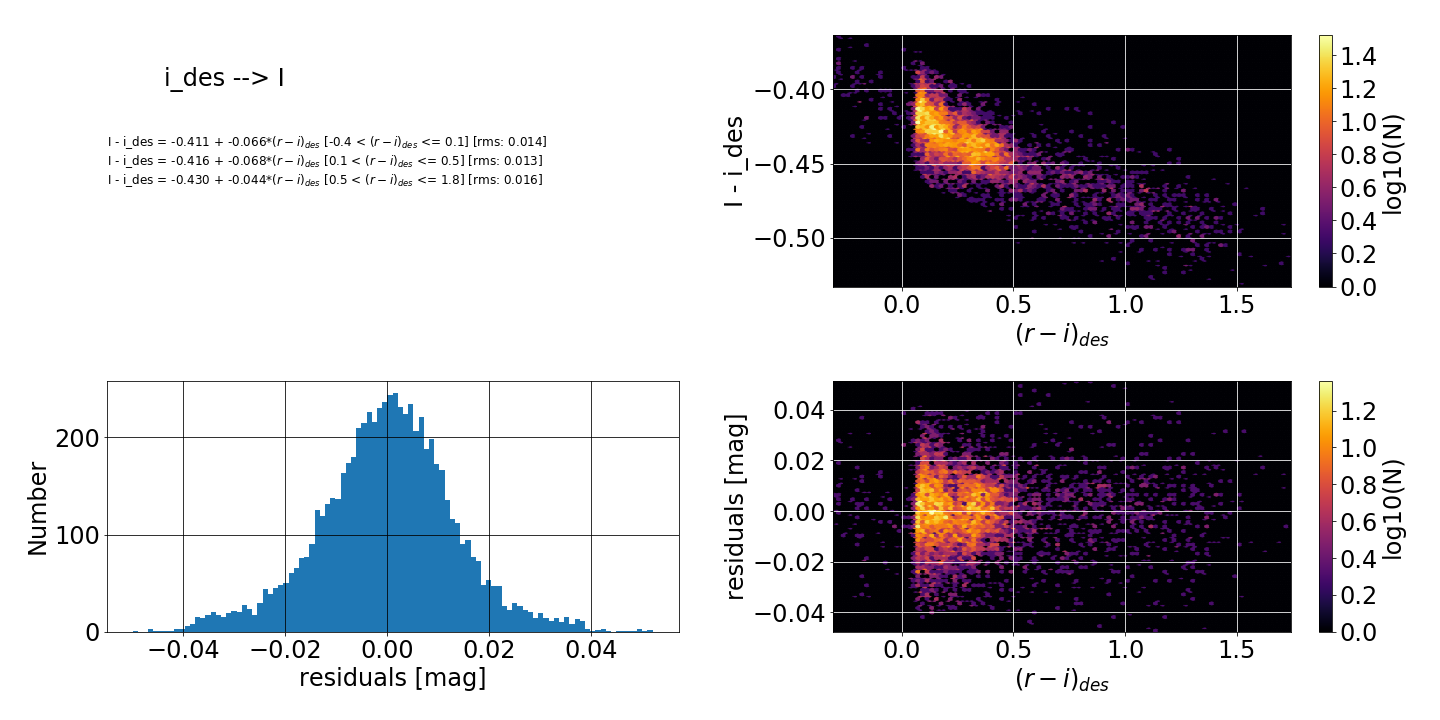 i_des --> I
I - i_des = -0.411 + -0.066*(r − i)des [-0.4 < (r − i)des <= 0.1] [rms: 0.014]
I - i_des = -0.416 + -0.068*(r − i)des [0.1 < (r − i)des <= 0.5] [rms: 0.013]
I - i_des = -0.430 + -0.044*(r − i)des [0.5 < (r − i)des <= 1.8] [rms: 0.016]
I - i_des
−0.40
−0.45
−0.50
0.0 0.5 1.0 1.5
(r − i)des
1.4
1.2
1.0
0.8
0.6
0.4
0.2
0.0
log10(N)
Number
200
100
0
−0.04 −0.02 0.00 0.02 0.04
residuals [mag]
residuals [mag]
0.04
0.02
0.00
−0.02
−0.04
0.0 0.5 1.0 1.5
(r − i)des
1.2
1.0
0.8
0.6
0.4
0.2
0.0
log10(N)